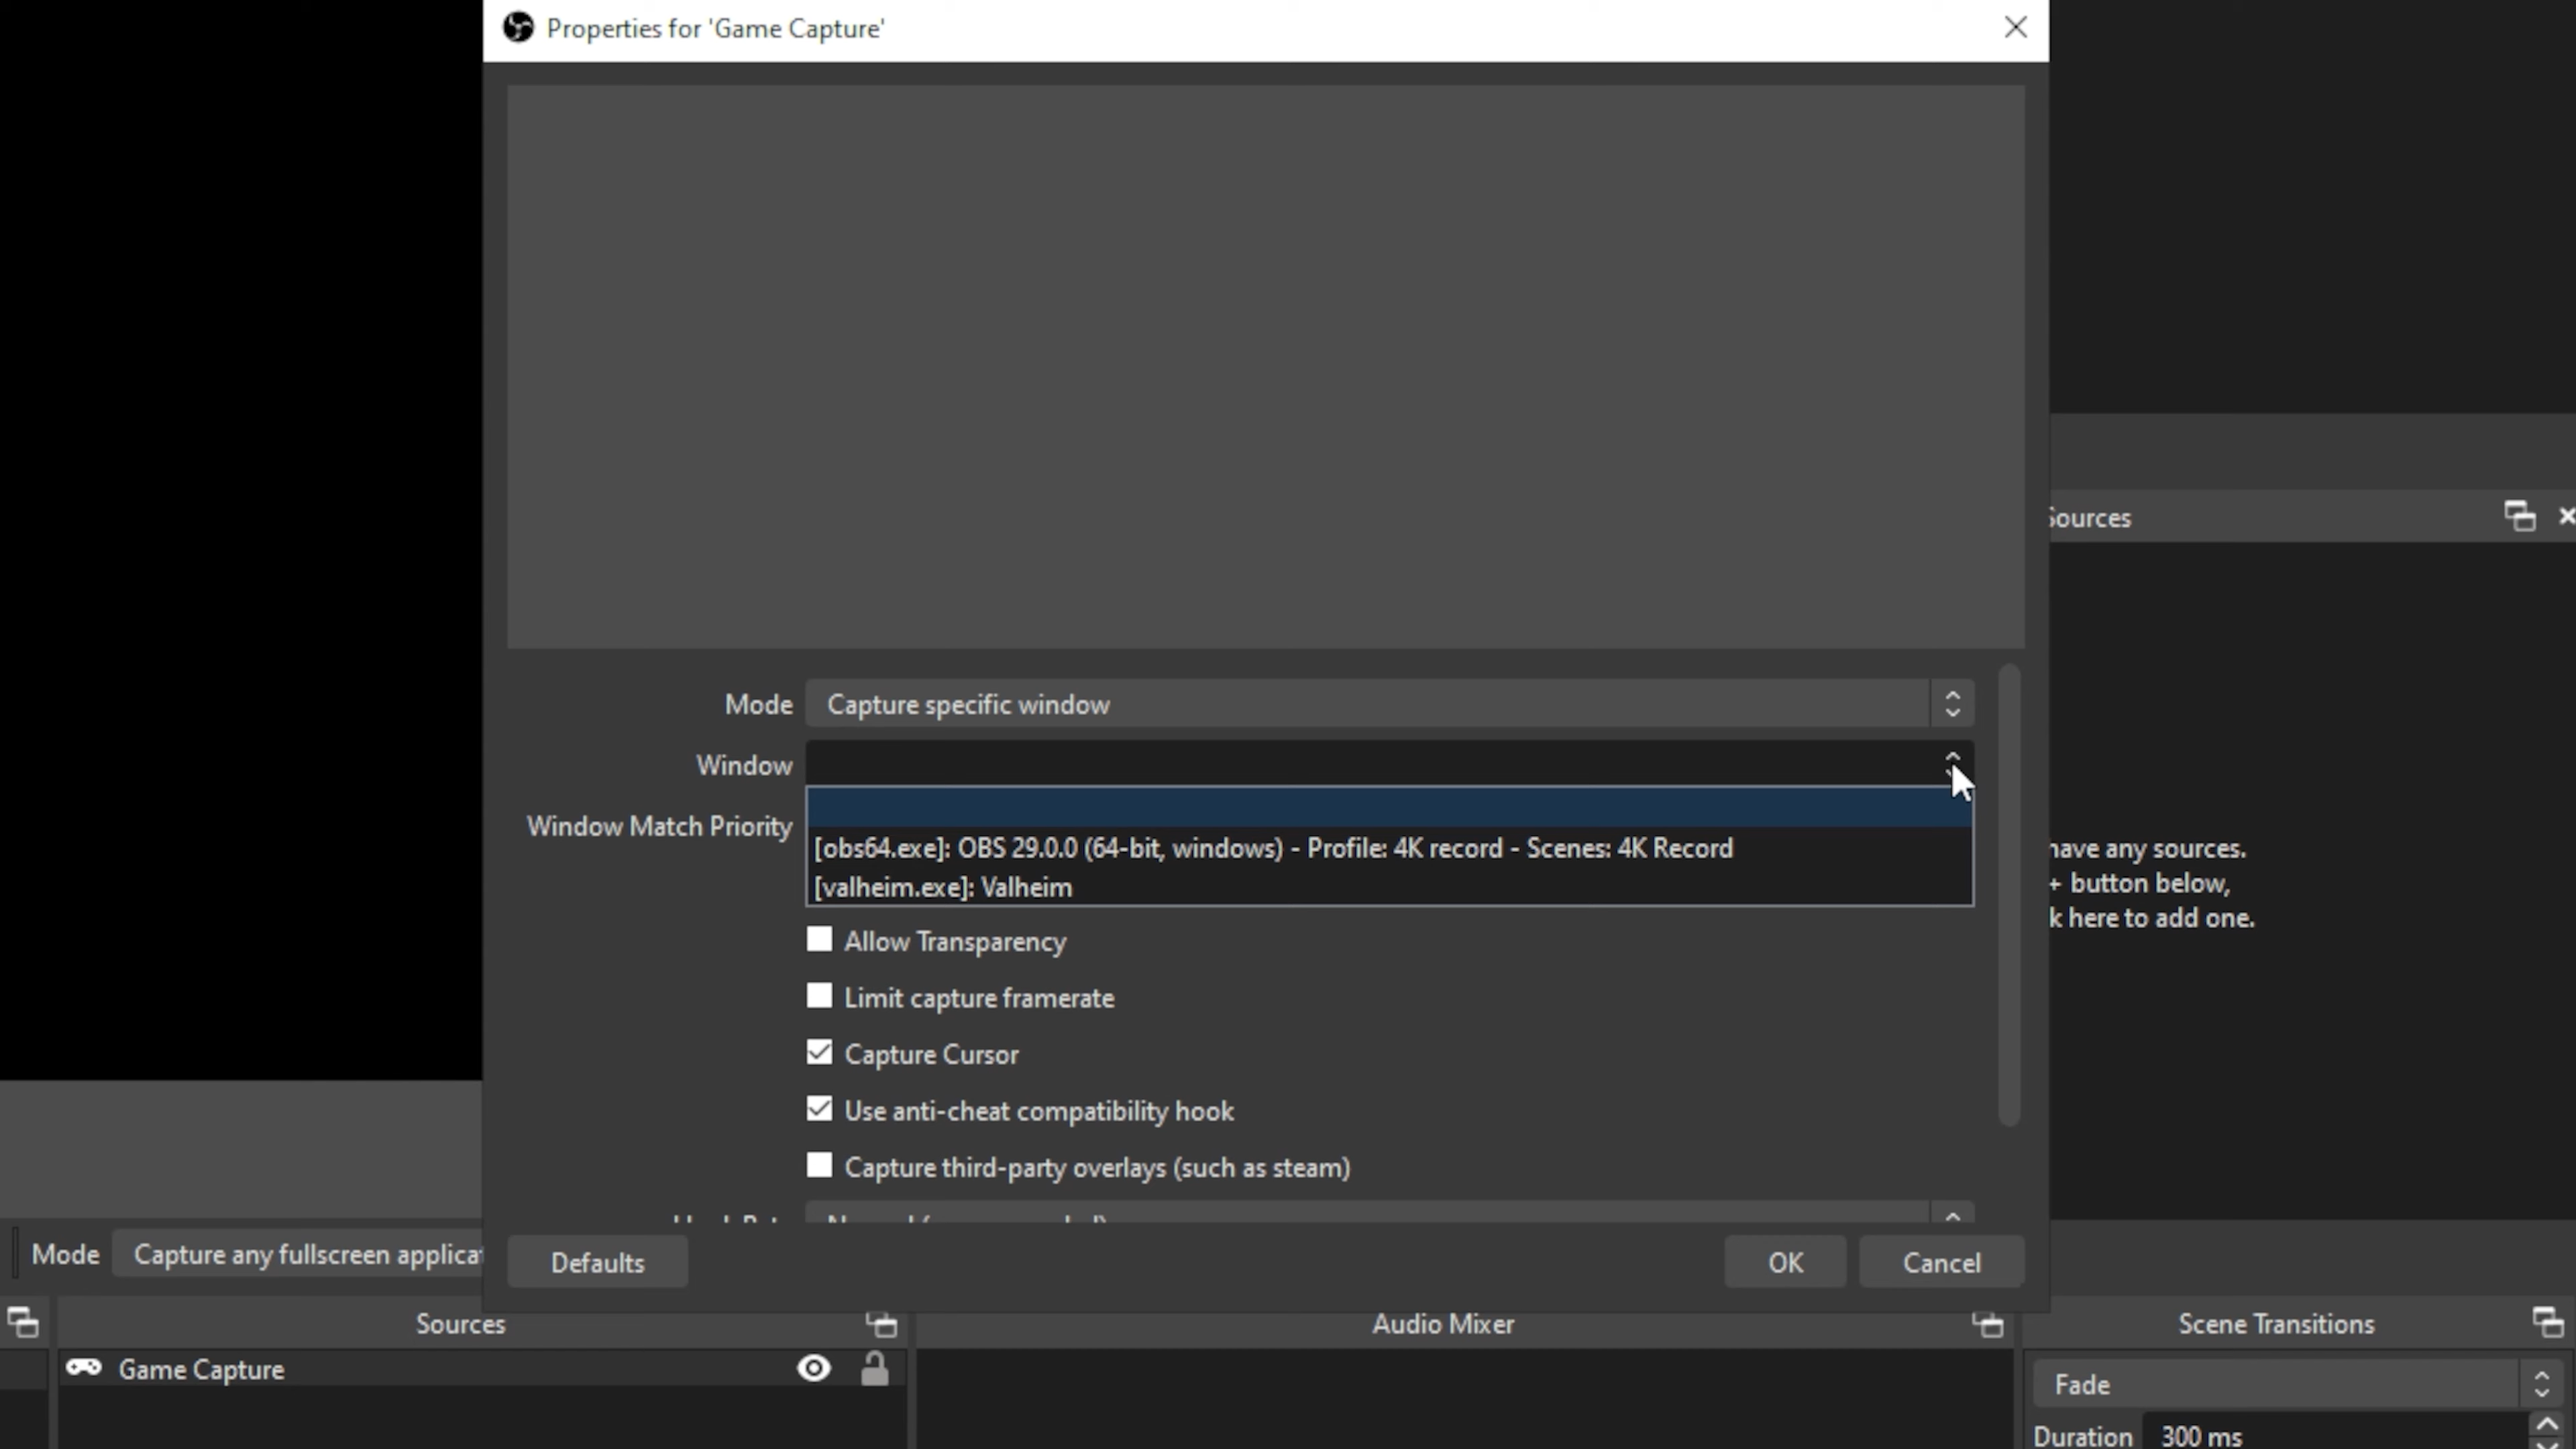 Properties for 'Game Capture'
Sources
Mode
Capture specific window
Window
Window Match Priority
[obs64.exe]: OBS 29.0.0 (64-bit, windows) - Profile: 4K record - Scenes: 4K Record
[valheim.exe]: Valheim
have any sources.
+ button below,
k here to add one.
Allow Transparency
Limit capture framerate
Capture Cursor
Use anti-cheat compatibility hook
Capture third-party overlays (such as steam)
Mode
Capture any fullscreen applicat
Defaults
OK
Cancel
Sources
Audio Mixer
Scene Transitions
Game Capture
Fade
Duration
300 ms